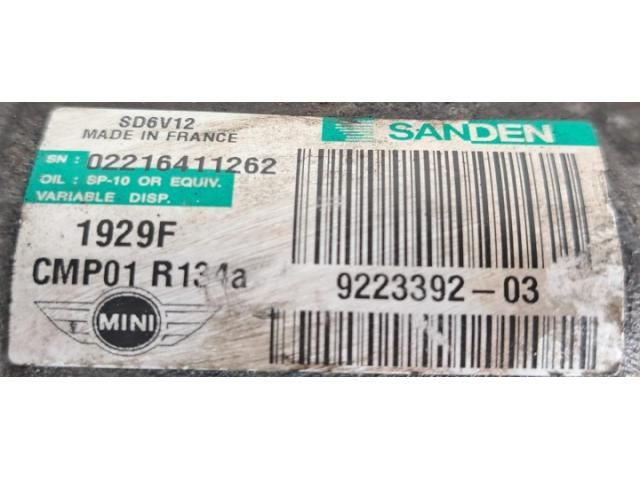 SD6V12
MADE IN FRANCE
SANDEN
SN: 02216411262
OIL : SP-10 OR EQUIV.
VARIABLE DISP.
1929F
CMP01 R134a
9223392-03
MINI